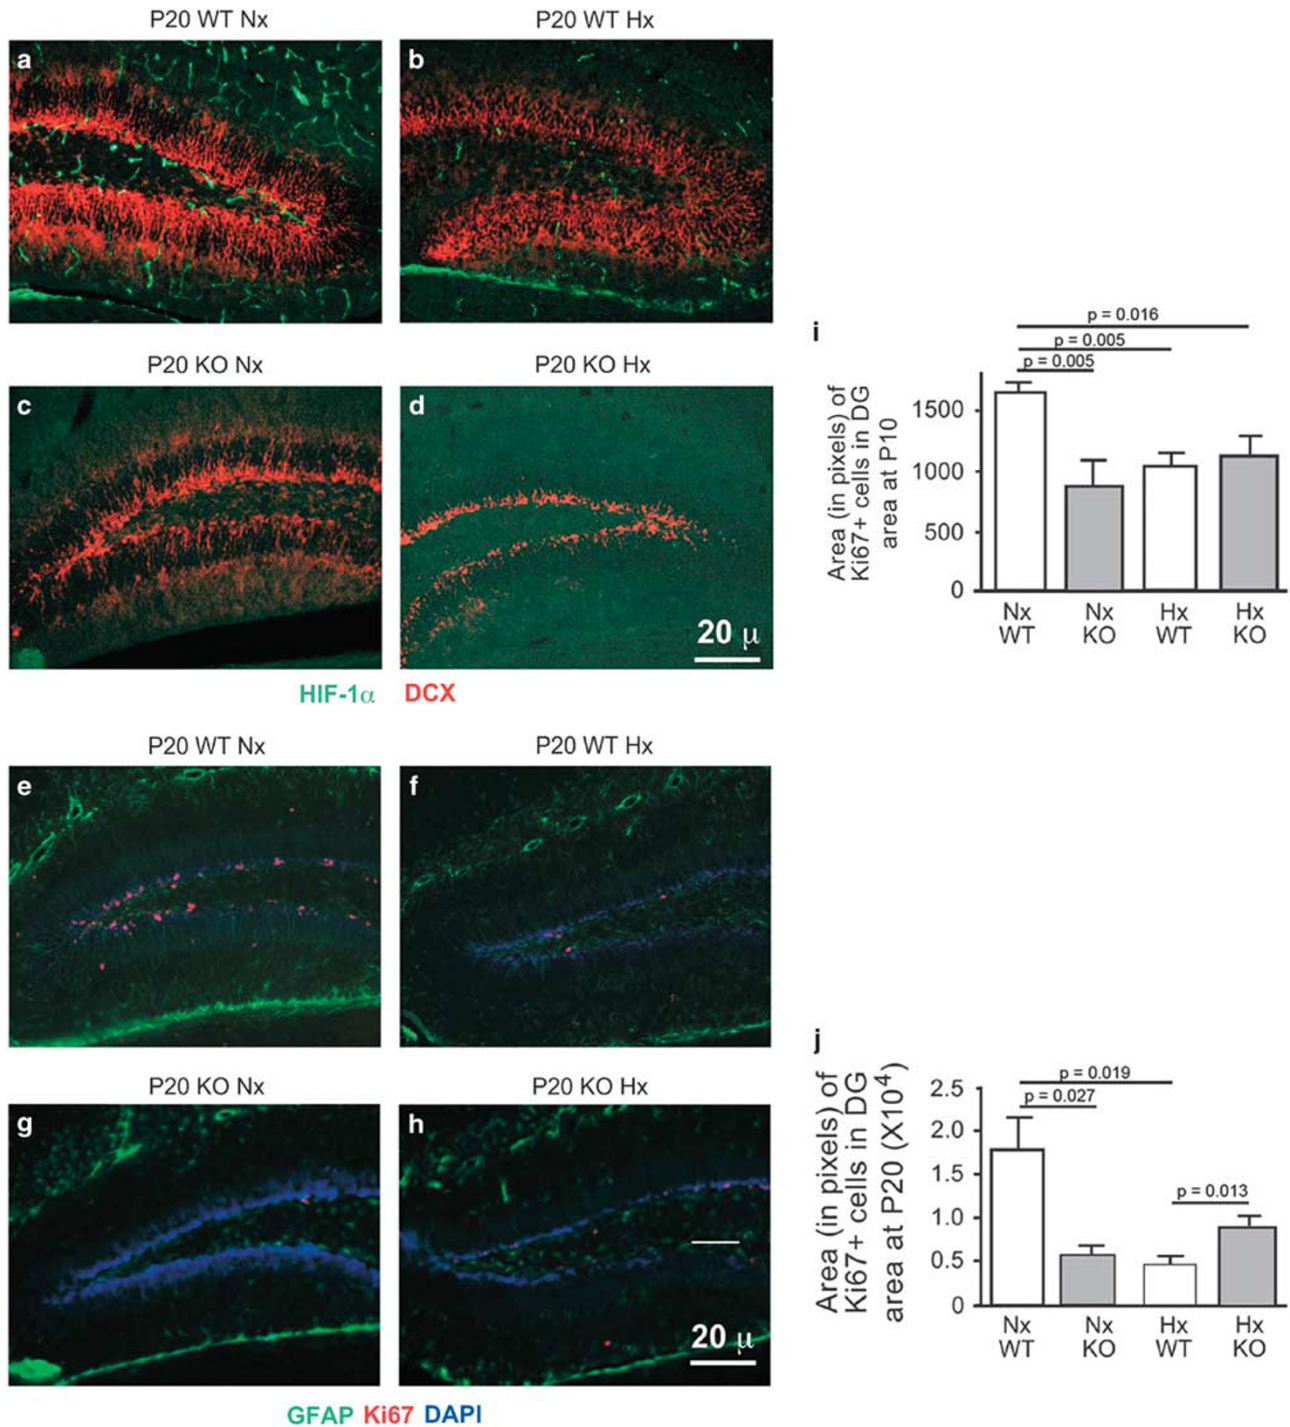 P20 WT Nx
P20 WT Hx
a
b
P20 KO Nx
P20 KO Hx
c
d
20 µ
HIF-1α DCX
i
p = 0.016
p = 0.005
p = 0.005
Area (in pixels) of
Ki67+ cells in DG
area at P10
1500
1000
500
0
Nx
WT
Nx
KO
Hx
WT
Hx
KO
P20 WT Nx
P20 WT Hx
e
f
P20 KO Nx
P20 KO Hx
g
h
20 µ
GFAP Ki67 DAPI
j
p = 0.019
p = 0.027
p = 0.013
Area (in pixels) of
Ki67+ cells in DG
area at P20 (X10⁴)
2.5
2.0
1.5
1.0
0.5
0
Nx
WT
Nx
KO
Hx
WT
Hx
KO